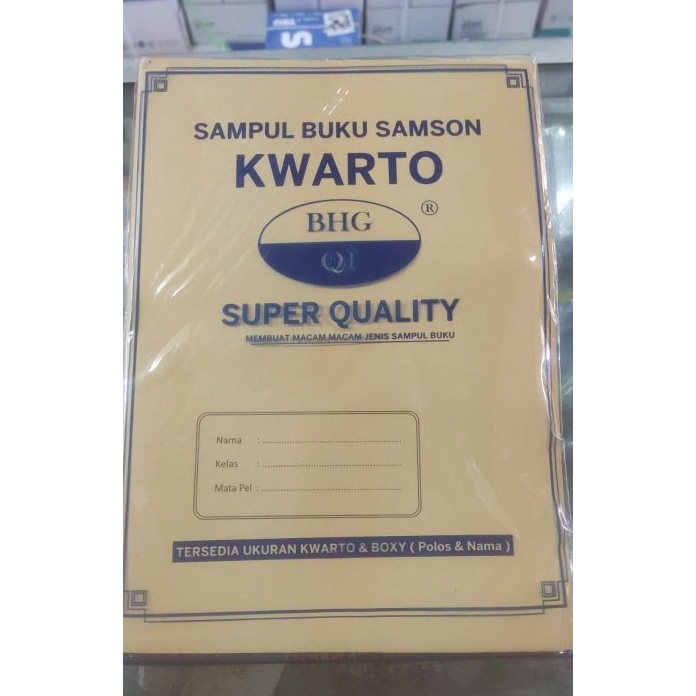 SAMPUL BUKU SAMSON
KWARTO
®
BHG
QI
SUPER QUALITY
MEMBUAT MACAM MACAM JENIS SAMPUL BUKU
Nama : ..........................................
Kelas : ..........................................
Mata Pel : ..........................................
TERSEDIA UKURAN KWARTO & BOXY ( Polos & Nama )